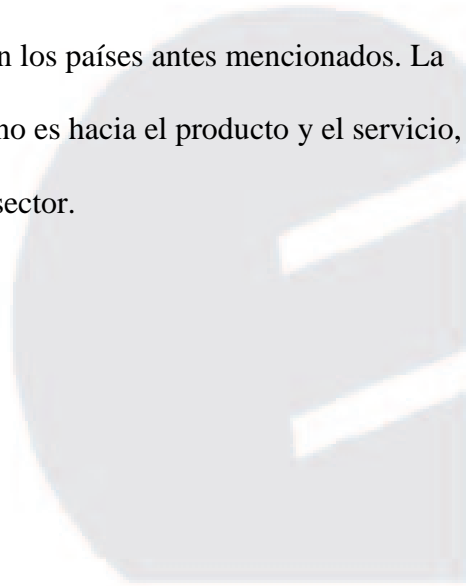 n los países antes mencionados. La
no es hacia el producto y el servicio,
sector.